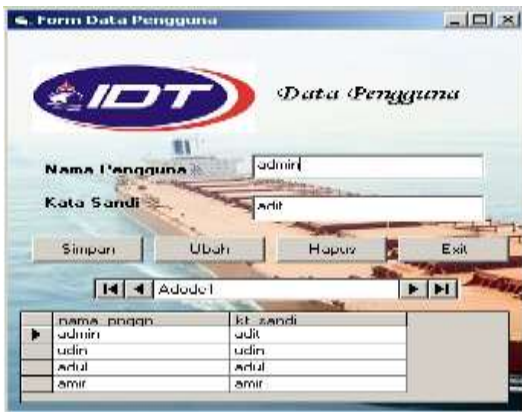 Form Data Pengguna
IDT
Data Pengguna
Nama Pengguna
admin
Kata Sandi
adit
Simpan Ubah Hapus Exit
Adodc1
nama_pnggn kt_sandi
admin adit
udin udin
adul adul
amir amir